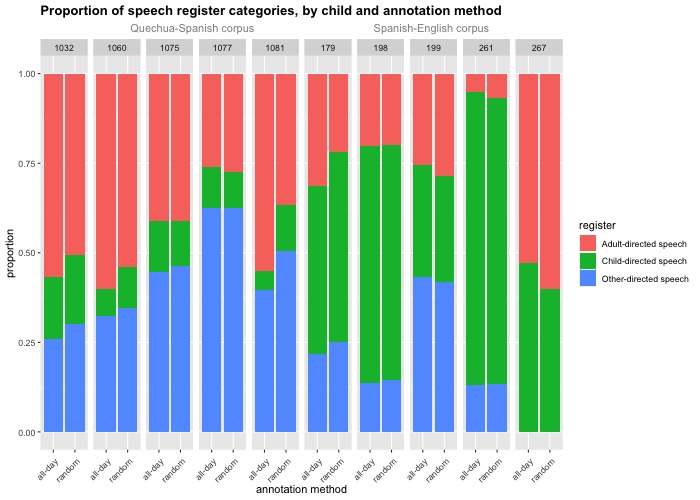 Proportion of speech register categories, by child and annotation method
Quechua-Spanish corpus Spanish-English corpus
1032 1060 1075 1077 1081 179 198 199 261 267
1.00
0.75
0.50
0.25
0.00
proportion
register
Adult-directed speech
Child-directed speech
Other-directed speech
all-day random all-day random all-day random all-day random all-day random all-day random all-day random all-day random all-day random all-day random
annotation method